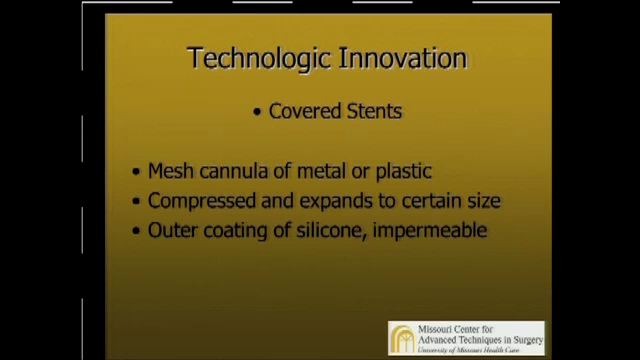 Technologic Innovation
• Covered Stents
• Mesh cannula of metal or plastic
• Compressed and expands to certain size
• Outer coating of silicone, impermeable
Missouri Center for
Advanced Techniques in Surgery
University of Missouri Health Care